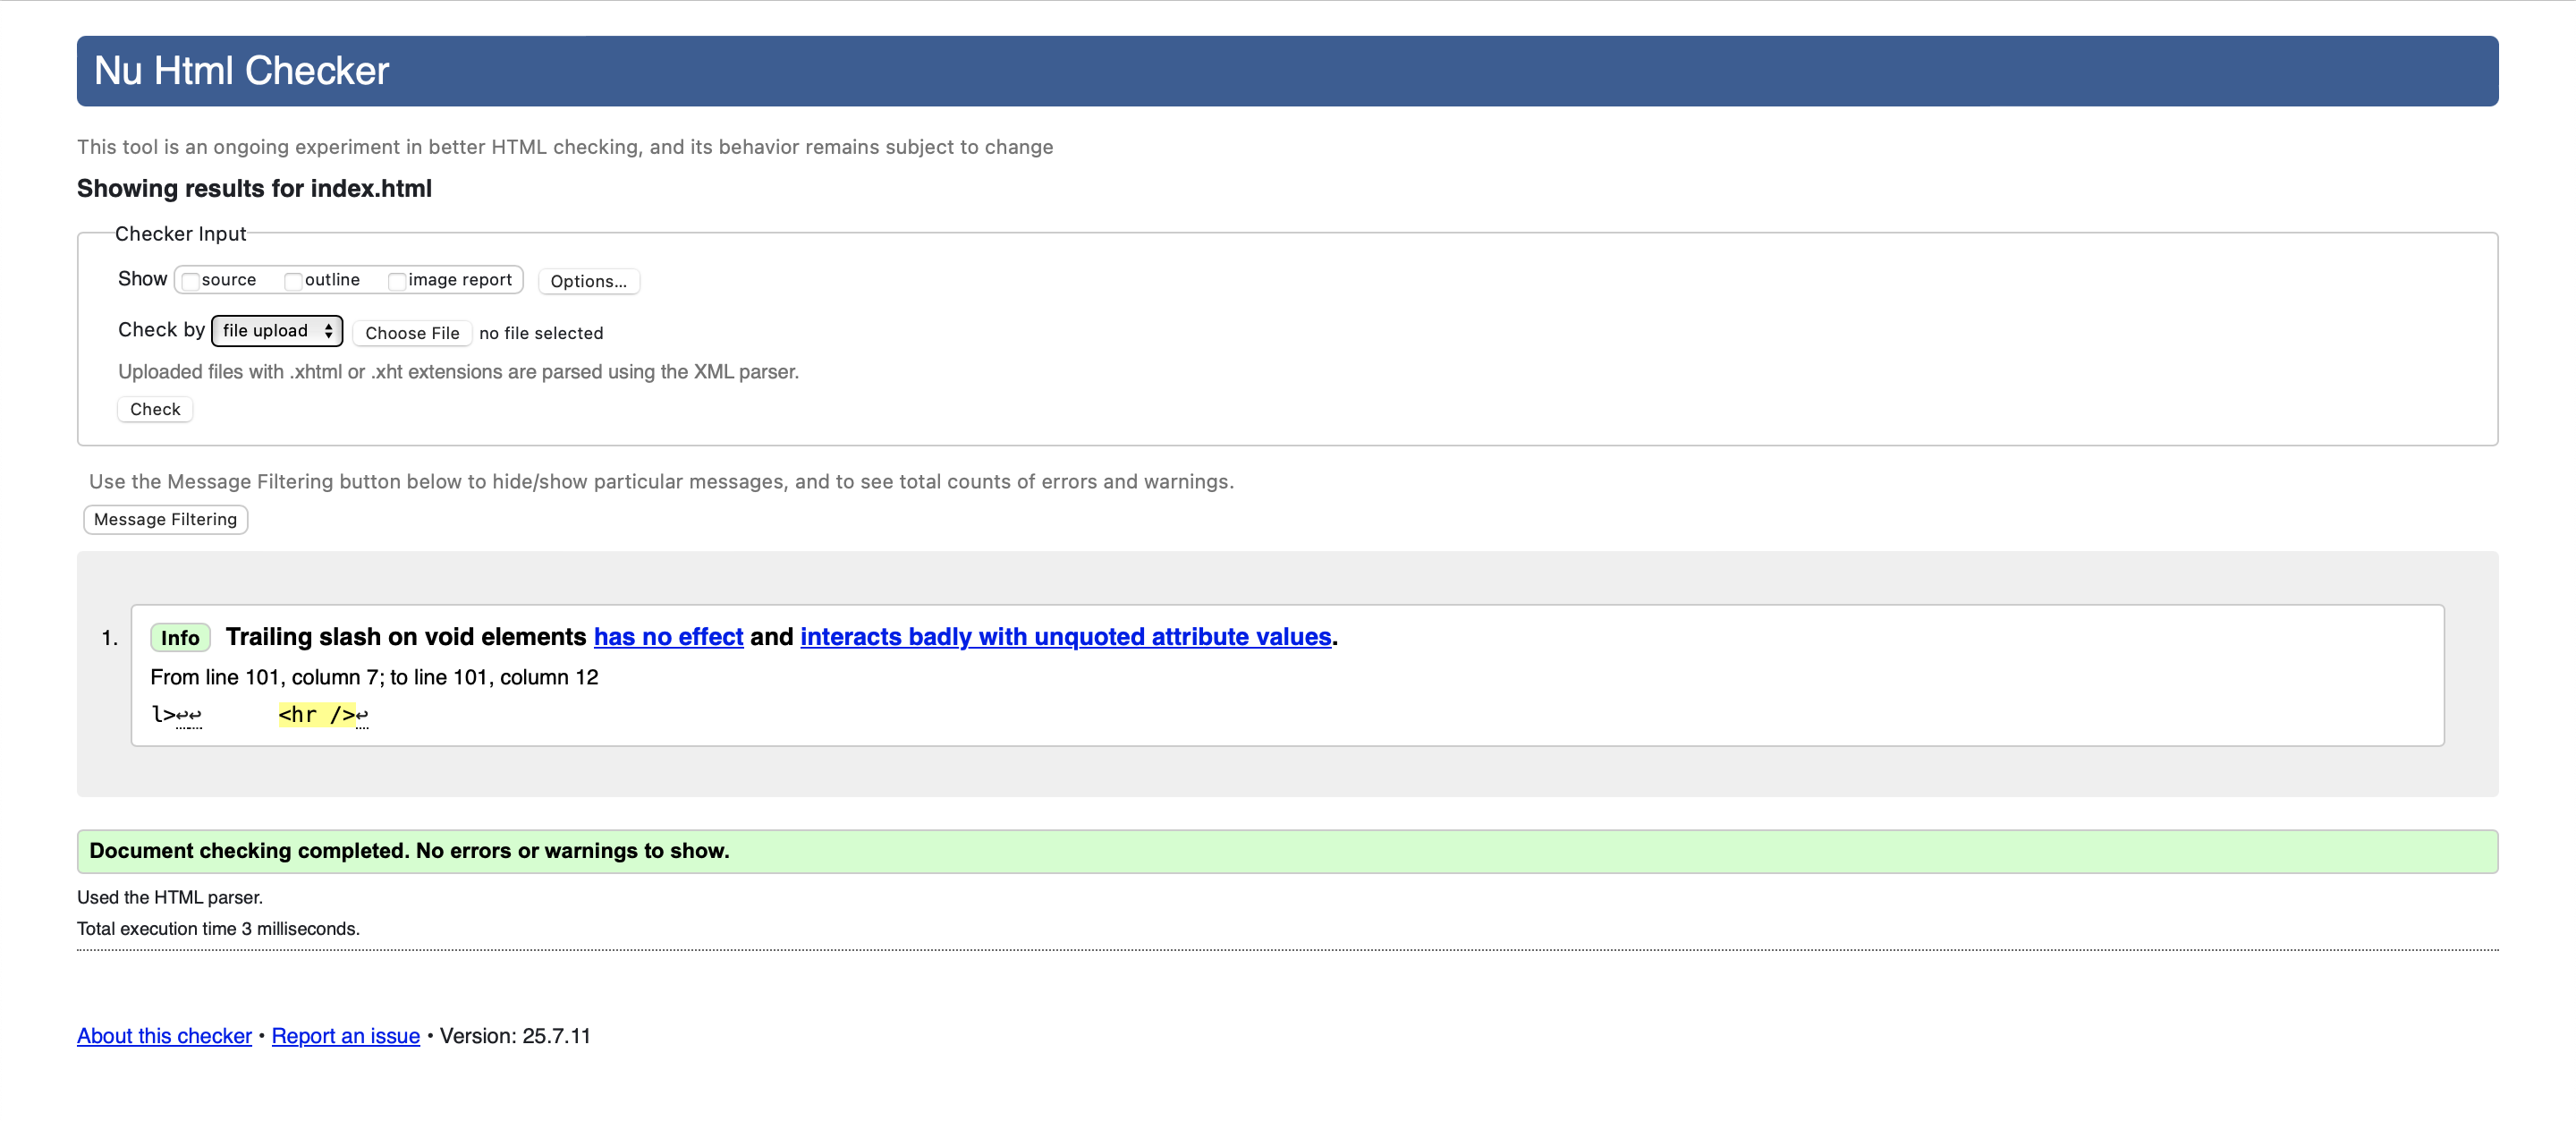 Nu Html Checker
This tool is an ongoing experiment in better HTML checking, and its behavior remains subject to change
Showing results for index.html
Checker Input
Show source outline image report Options...
Check by file upload Choose File no file selected
Uploaded files with .xhtml or .xht extensions are parsed using the XML parser.
Check
Use the Message Filtering button below to hide/show particular messages, and to see total counts of errors and warnings.
Message Filtering
1. Info Trailing slash on void elements has no effect and interacts badly with unquoted attribute values.
From line 101, column 7; to line 101, column 12
l>↩↩      <hr />↩
Document checking completed. No errors or warnings to show.
Used the HTML parser.
Total execution time 3 milliseconds.
About this checker • Report an issue • Version: 25.7.11